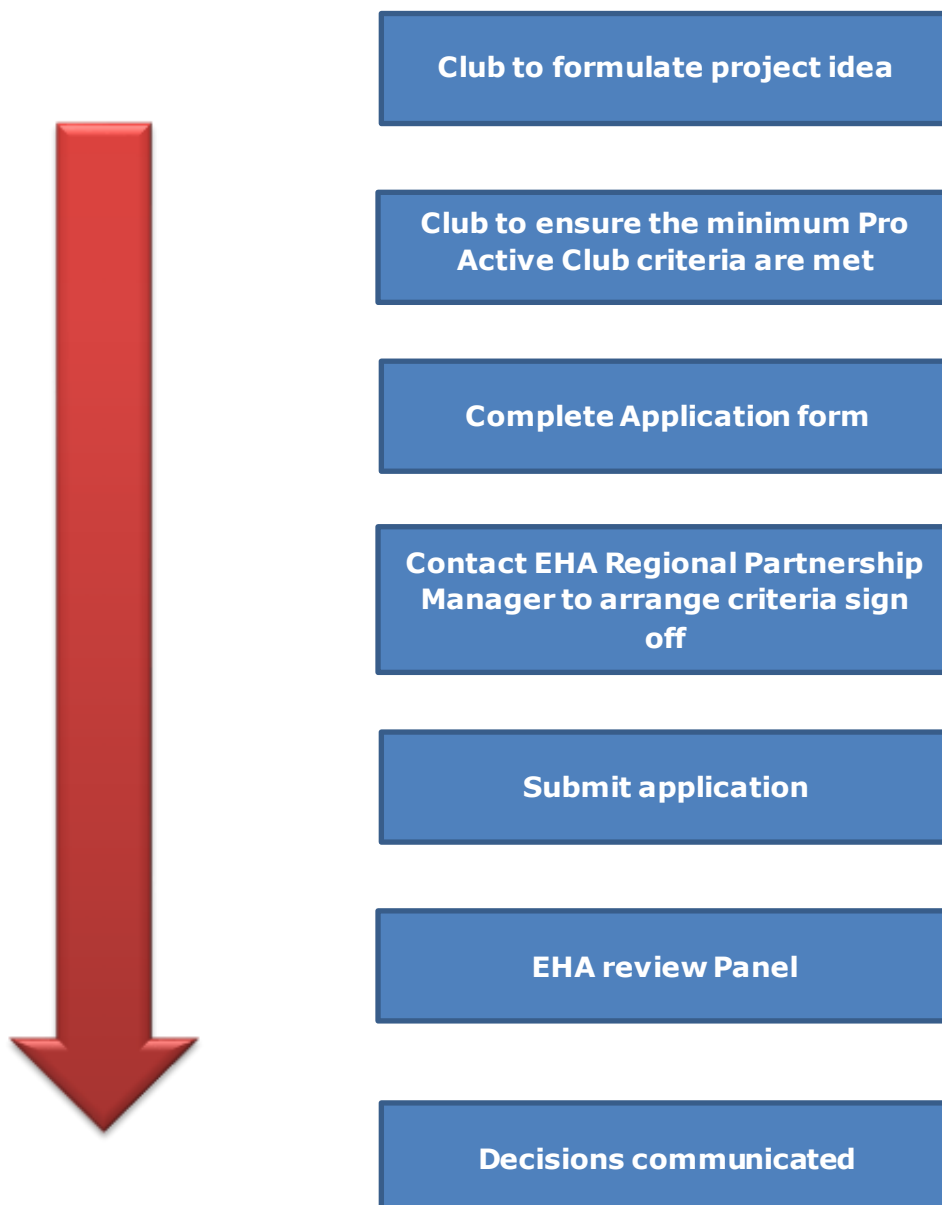 Club to formulate project idea
Club to ensure the minimum Pro
Active Club criteria are met
Complete Application form
Contact EHA Regional Partnership
Manager to arrange criteria sign
off
Submit application
EHA review Panel
Decisions communicated